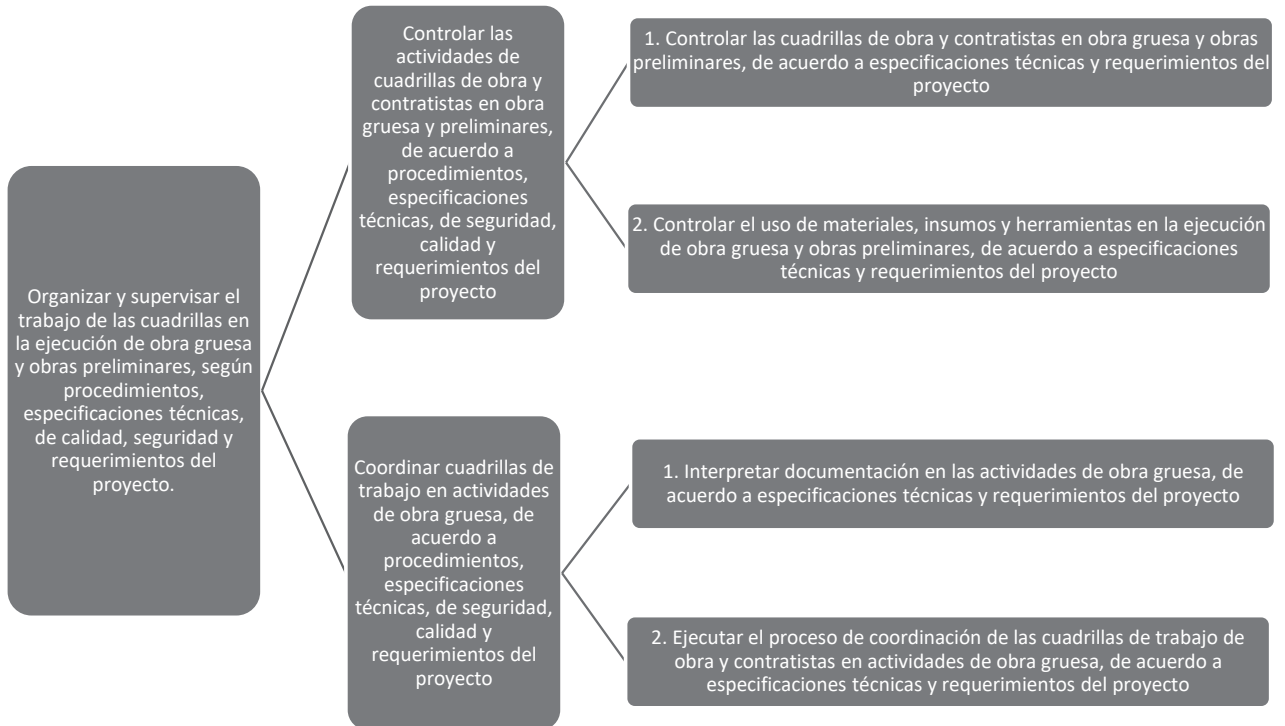 Organizar y supervisar el
trabajo de las cuadrillas en
la ejecución de obra gruesa
y obras preliminares, según
procedimientos,
especificaciones técnicas,
de calidad, seguridad y
requerimientos del
proyecto.
Controlar las
actividades de
cuadrillas de obra y
contratistas en obra
gruesa y preliminares,
de acuerdo a
procedimientos,
especificaciones
técnicas, de seguridad,
calidad y
requerimientos del
proyecto
1. Controlar las cuadrillas de obra y contratistas en obra gruesa y obras
preliminares, de acuerdo a especificaciones técnicas y requerimientos del
proyecto
2. Controlar el uso de materiales, insumos y herramientas en la ejecución
de obra gruesa y obras preliminares, de acuerdo a especificaciones
técnicas y requerimientos del proyecto
Coordinar cuadrillas de
trabajo en actividades
de obra gruesa, de
acuerdo a
procedimientos,
especificaciones
técnicas, de seguridad,
calidad y
requerimientos del
proyecto
1. Interpretar documentación en las actividades de obra gruesa, de
acuerdo a especificaciones técnicas y requerimientos del proyecto
2. Ejecutar el proceso de coordinación de las cuadrillas de trabajo de
obra y contratistas en actividades de obra gruesa, de acuerdo a
especificaciones técnicas y requerimientos del proyecto